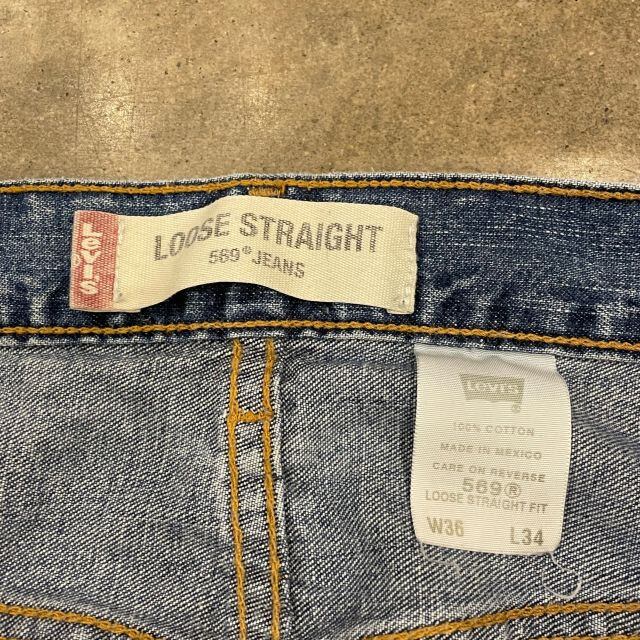 LEVI'S
LOOSE STRAIGHT
569® JEANS
LEVI'S
®
100% COTTON
MADE IN MEXICO
CARE ON REVERSE
569®
LOOSE STRAIGHT FIT
W36 L34